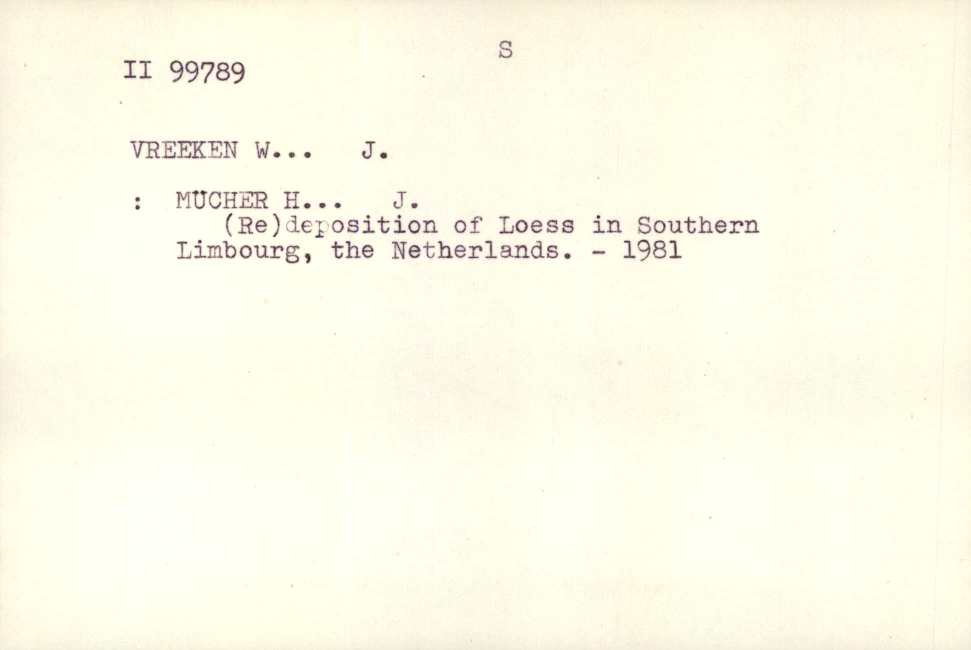 S
II 99789
VREEKEN W... J.
: MÜCHER H... J.
(Re)deposition of Loess in Southern
Limbourg, the Netherlands. - 1981